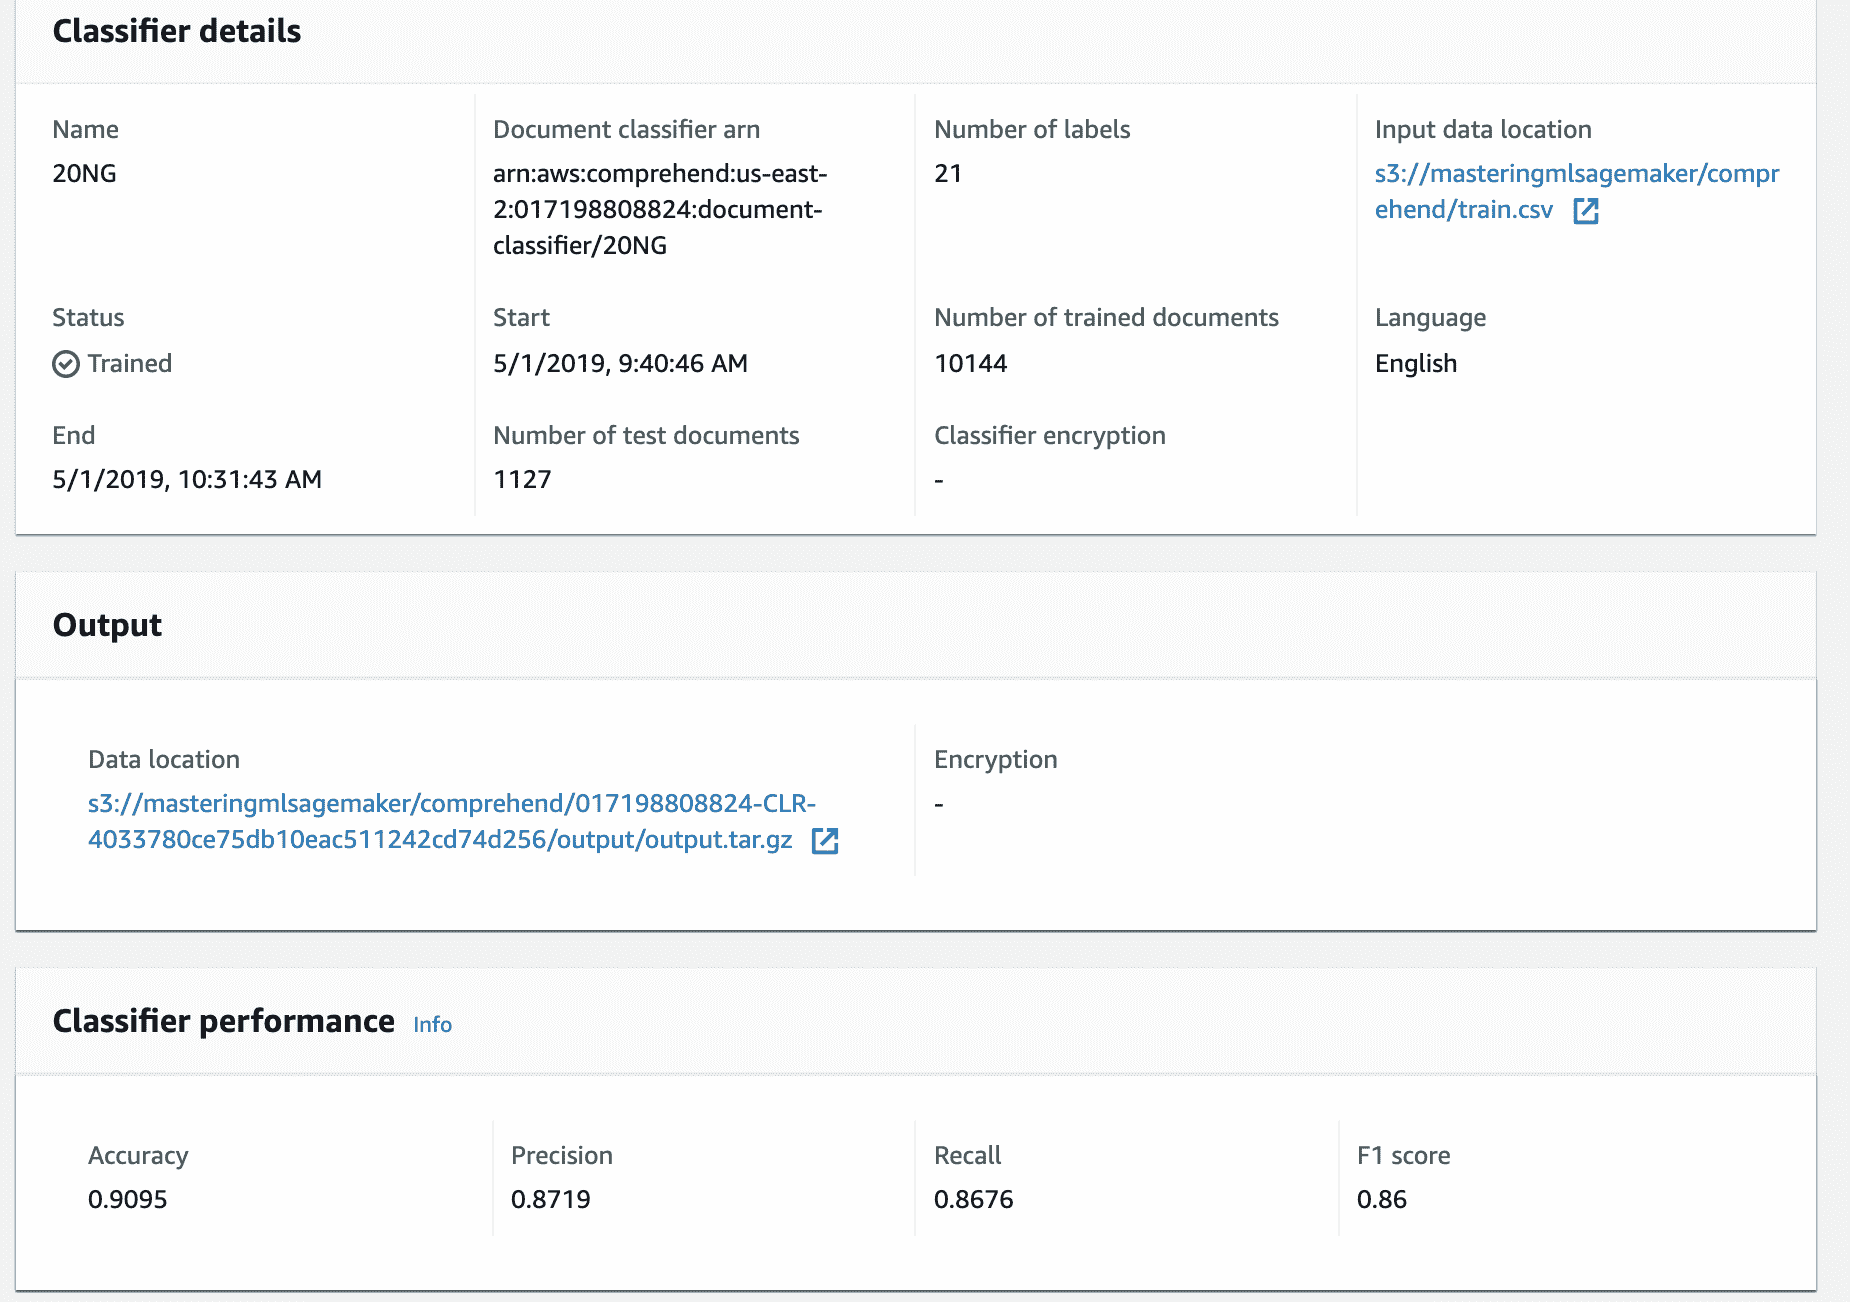 Classifier details
Name
20NG
Document classifier arn
arn:aws:comprehend:us-east-
2:017198808824:document-
classifier/20NG
Number of labels
21
Input data location
s3://masteringmlsagemaker/compr
ehend/train.csv
Status
Trained
Start
5/1/2019, 9:40:46 AM
Number of trained documents
10144
Language
English
End
5/1/2019, 10:31:43 AM
Number of test documents
1127
Classifier encryption
-
Output
Data location
s3://masteringmlsagemaker/comprehend/017198808824-CLR-
4033780ce75db10eac511242cd74d256/output/output.tar.gz
Encryption
-
Classifier performance Info
Accuracy
0.9095
Precision
0.8719
Recall
0.8676
F1 score
0.86